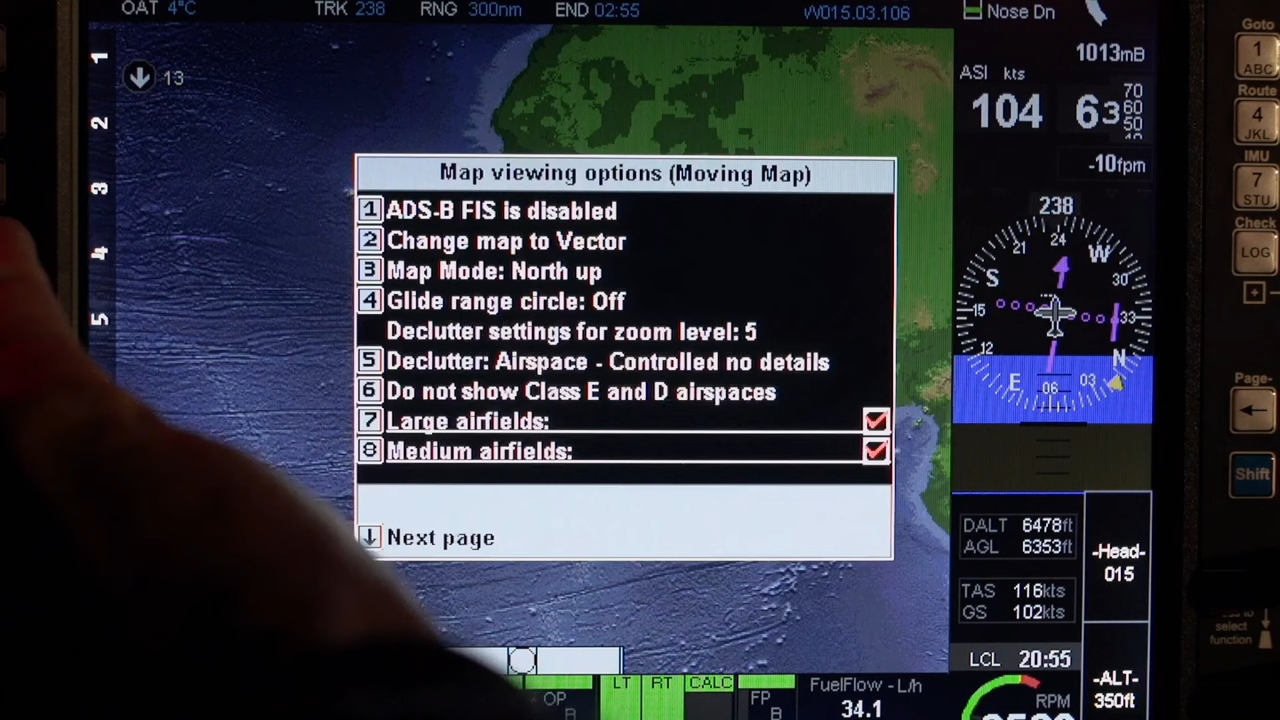 OAT 4°C TRK 238 RNG 300nm END 02:55 W015.03.106 Nose Dn
1
2
3
4
5
13
1013mB
ASI kts
104
-10fpm
Map viewing options (Moving Map)
1 ADS-B FIS is disabled
2 Change map to Vector
3 Map Mode: North up
4 Glide range circle: Off
Declutter settings for zoom level: 5
5 Declutter: Airspace - Controlled no details
6 Do not show Class E and D airspaces
7 Large airfields:
8 Medium airfields:
↓ Next page
238
21
24
W
30
33
N
03
06
E
12
15
S
DALT 6478ft
AGL 6353ft
TAS 116kts
GS 102kts
-Head-
015
LCL 20:55
-ALT-
350ft
OP
B
LT
RT
CALC
FP
B
FuelFlow - L/h
34.1
RPM
Goto
1
ABC
Route
4
JKL
IMU
7
STU
Check
LOG
Page-
←
Shift
select
function